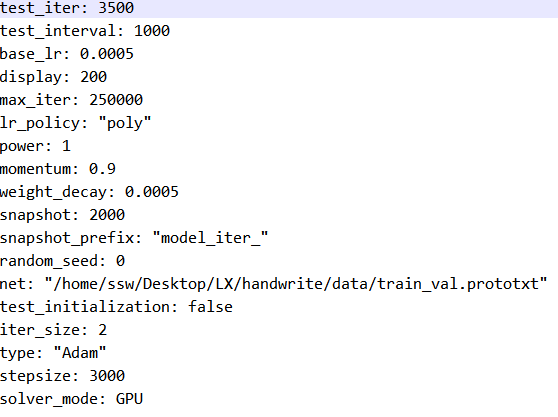 test_iter: 3500
test_interval: 1000
base_lr: 0.0005
display: 200
max_iter: 250000
lr_policy: "poly"
power: 1
momentum: 0.9
weight_decay: 0.0005
snapshot: 2000
snapshot_prefix: "model_iter_"
random_seed: 0
net: "/home/ssw/Desktop/LX/handwrite/data/train_val.prototxt"
test_initialization: false
iter_size: 2
type: "Adam"
stepsize: 3000
solver_mode: GPU